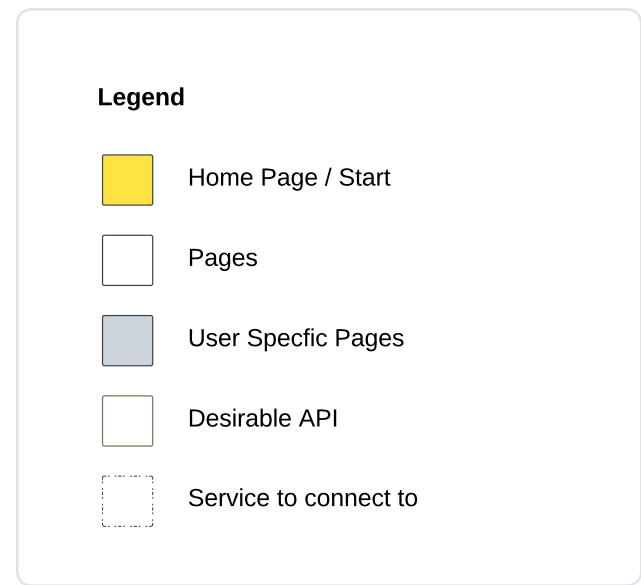 Legend
Home Page / Start
Pages
User Specfic Pages
Desirable API
Service to connect to